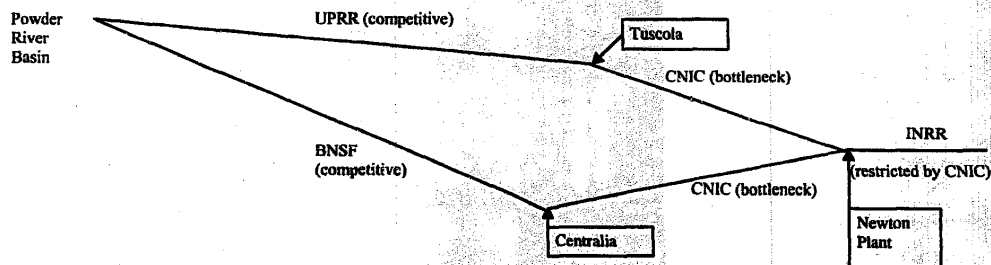 Powder
River
Basin
UPRR (competitive)
Tuscola
CNIC (bottleneck)
INRR
BNSF
(competitive)
(restricted by CNIC)
CNIC (bottleneck)
Newton
Plant
Centralia